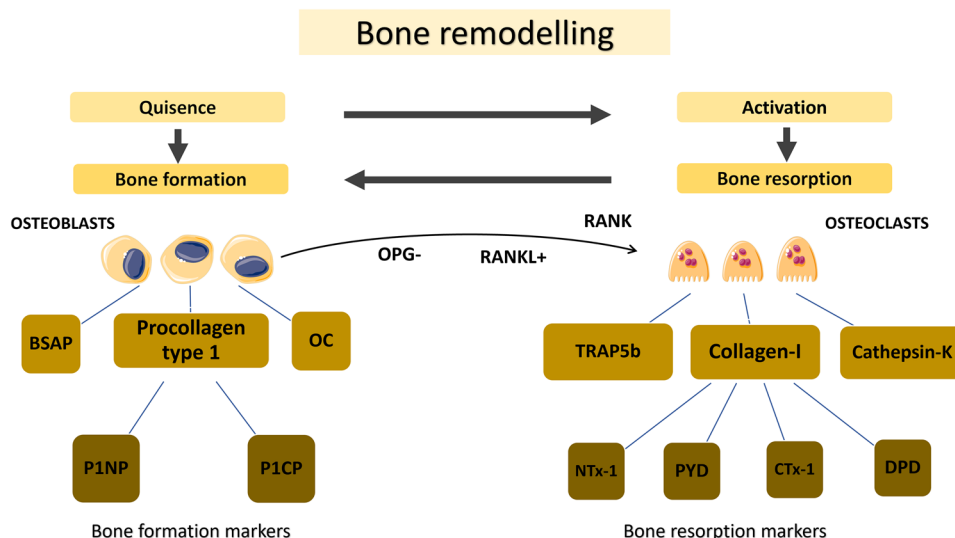 Bone remodelling
Quisence
Activation
Bone formation
Bone resorption
OSTEOBLASTS
RANK
OSTEOCLASTS
OPG-
RANKL+
BSAP
Procollagen
type 1
OC
TRAP5b
Collagen-I
Cathepsin-K
P1NP
P1CP
NTx-1
PYD
CTx-1
DPD
Bone formation markers
Bone resorption markers